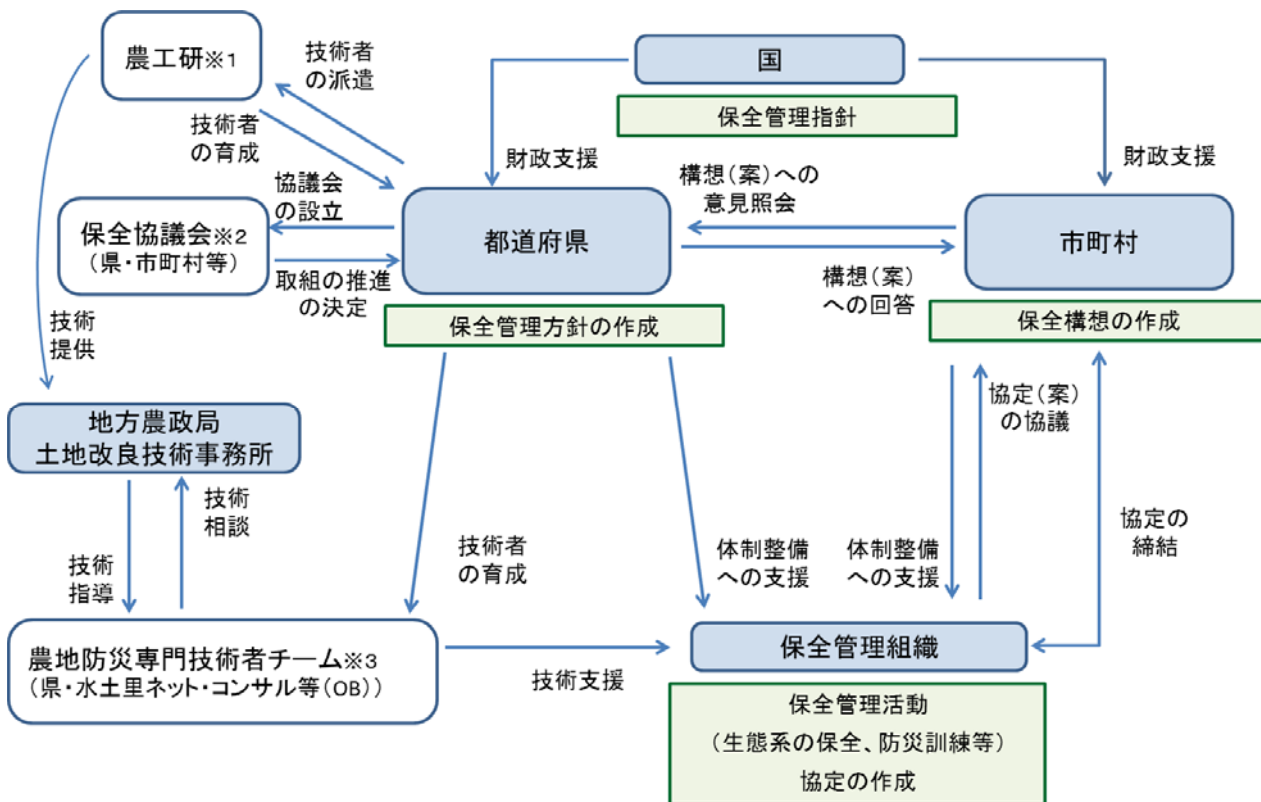 農工研※1
技術者
の派遣
国
保全管理指針
技術者
の育成
財政支援
財政支援
協議会
の設立
構想(案)への
意見照会
保全協議会※2
(県・市町村等)
都道府県
市町村
取組の推進
の決定
構想(案)
への回答
保全管理方針の作成
保全構想の作成
技術
提供
地方農政局
土地改良技術事務所
協定(案)
の協議
技術
相談
技術
指導
技術者
の育成
体制整備
への支援
体制整備
への支援
協定の
締結
農地防災専門技術者チーム※3
(県・水土里ネット・コンサル等(OB))
技術支援
保全管理組織
保全管理活動
(生態系の保全、防災訓練等)
協定の作成